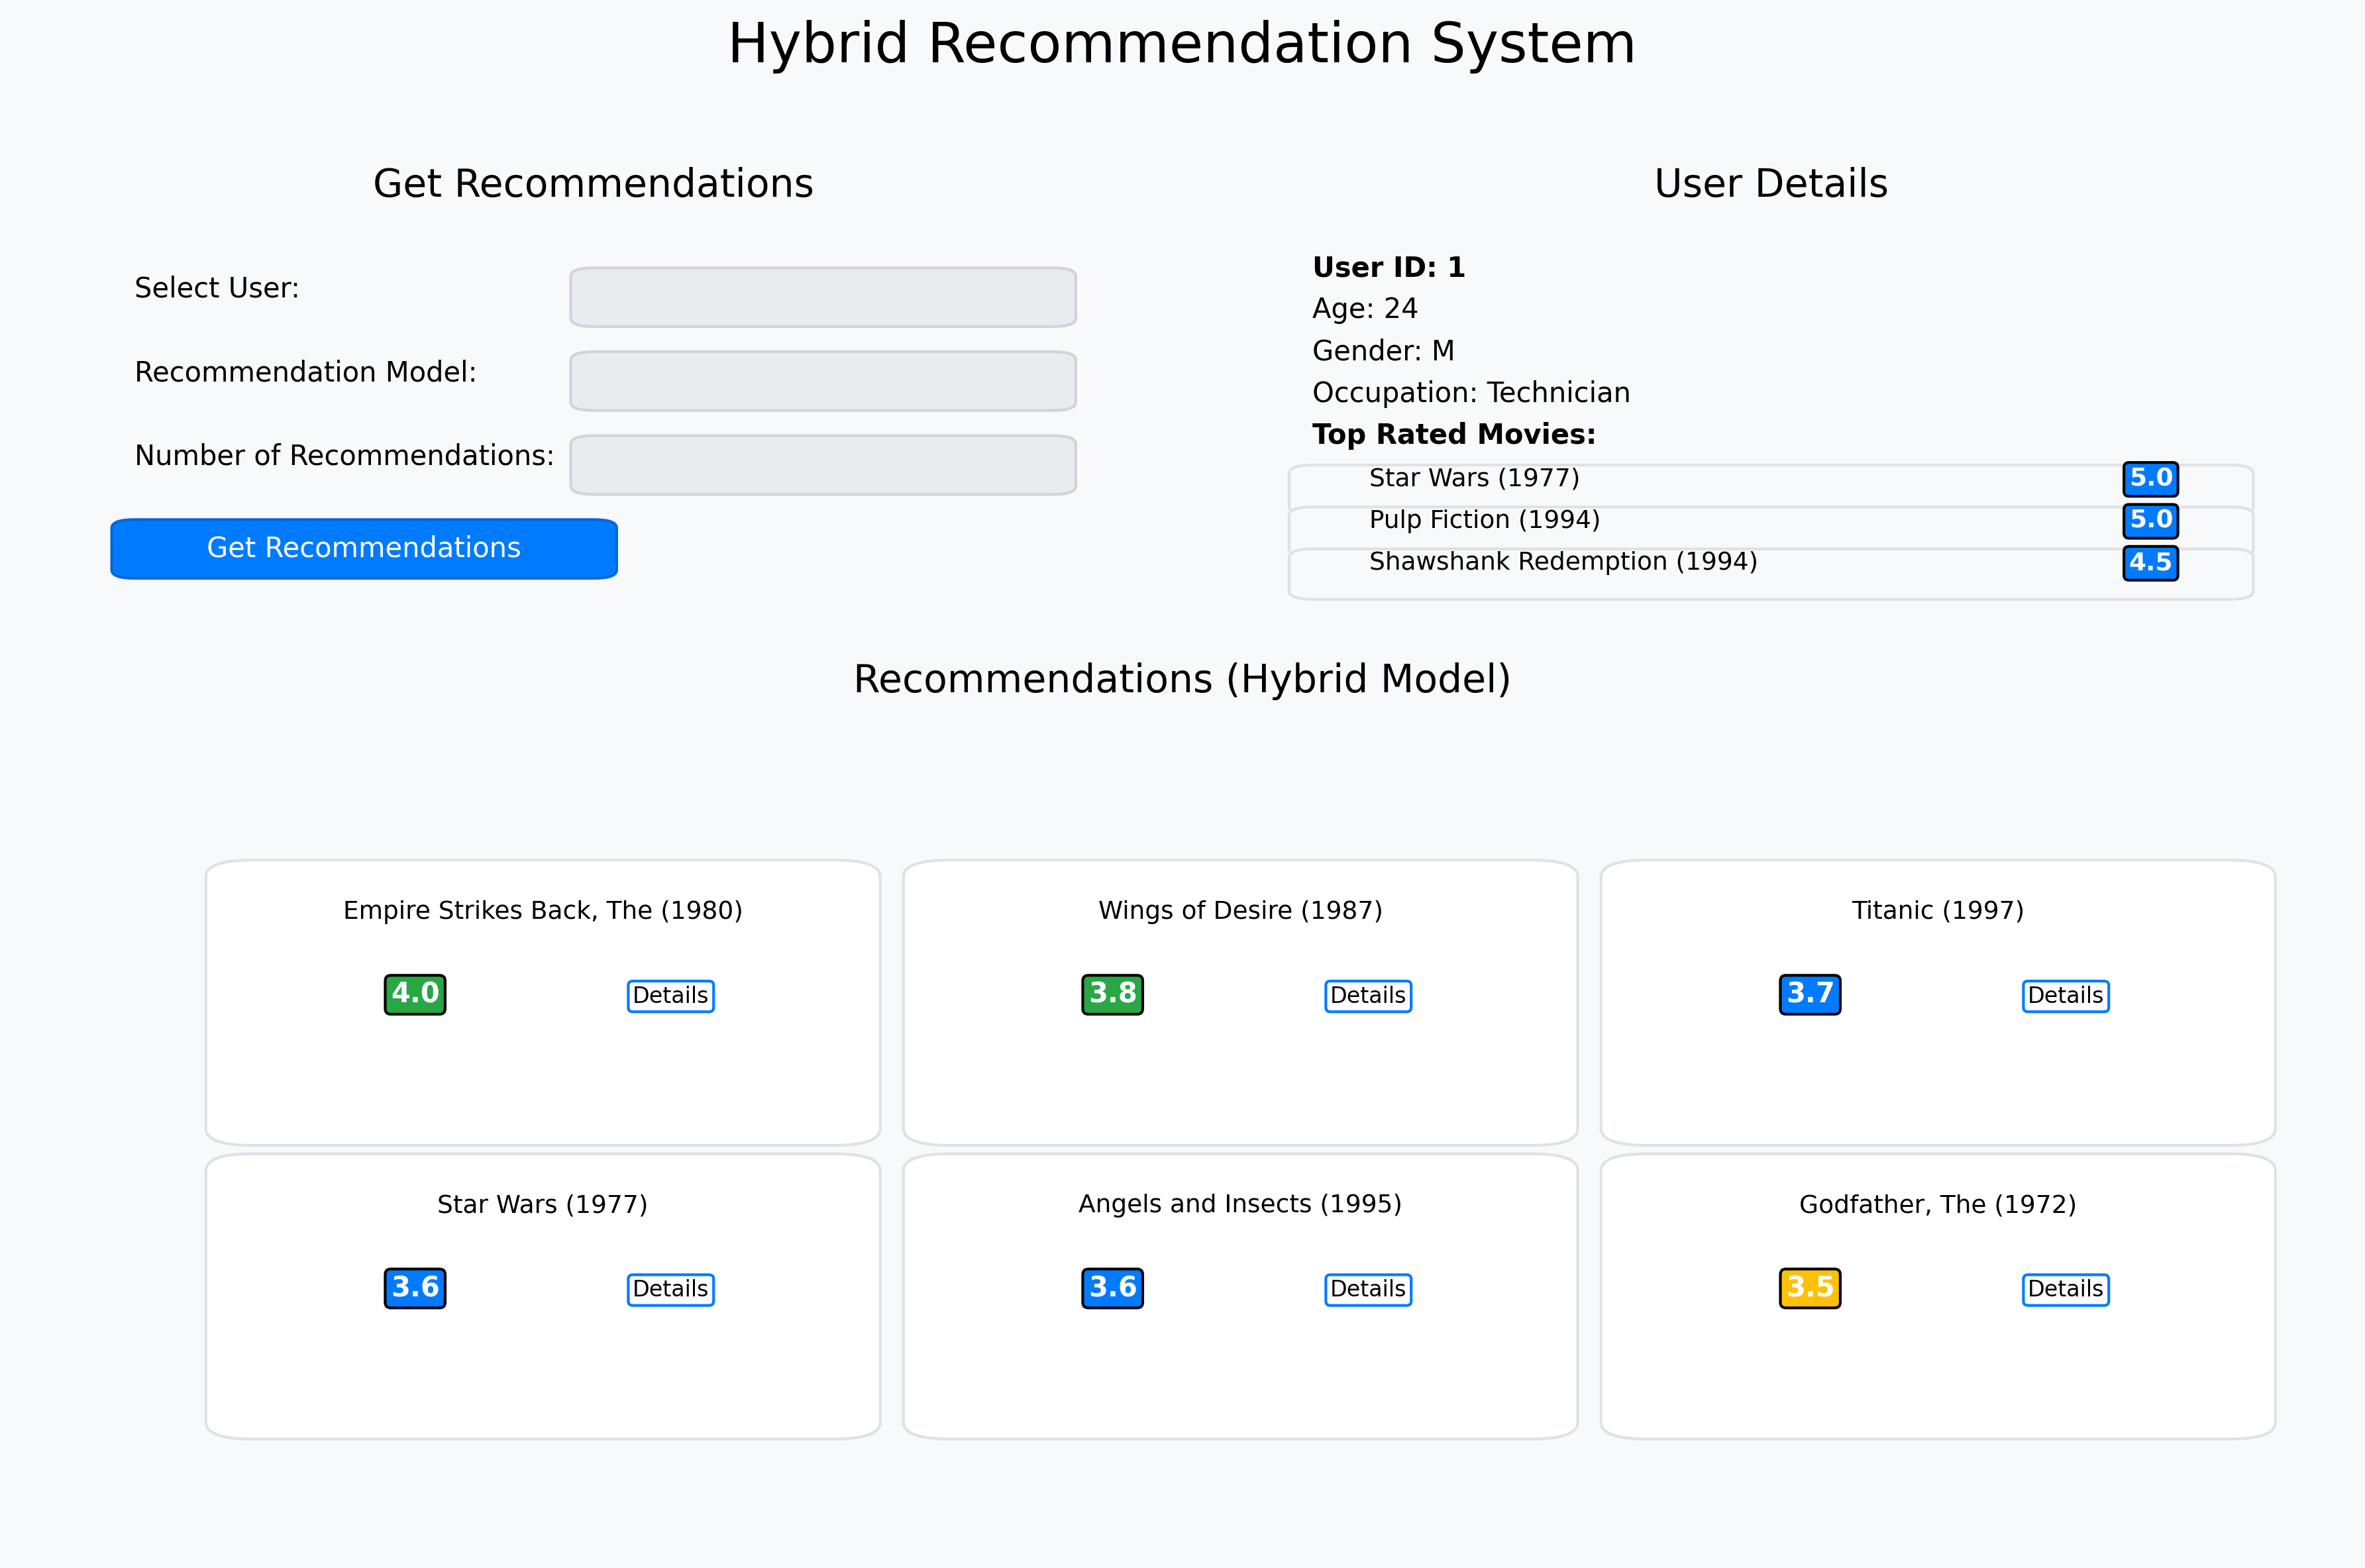 Hybrid Recommendation System
Get Recommendations
Select User:
Recommendation Model:
Number of Recommendations:
Get Recommendations
User Details
User ID: 1
Age: 24
Gender: M
Occupation: Technician
Top Rated Movies:
Star Wars (1977) 5.0
Pulp Fiction (1994) 5.0
Shawshank Redemption (1994) 4.5
Recommendations (Hybrid Model)
Empire Strikes Back, The (1980)
4.0 Details
Wings of Desire (1987)
3.8 Details
Titanic (1997)
3.7 Details
Star Wars (1977)
3.6 Details
Angels and Insects (1995)
3.6 Details
Godfather, The (1972)
3.5 Details